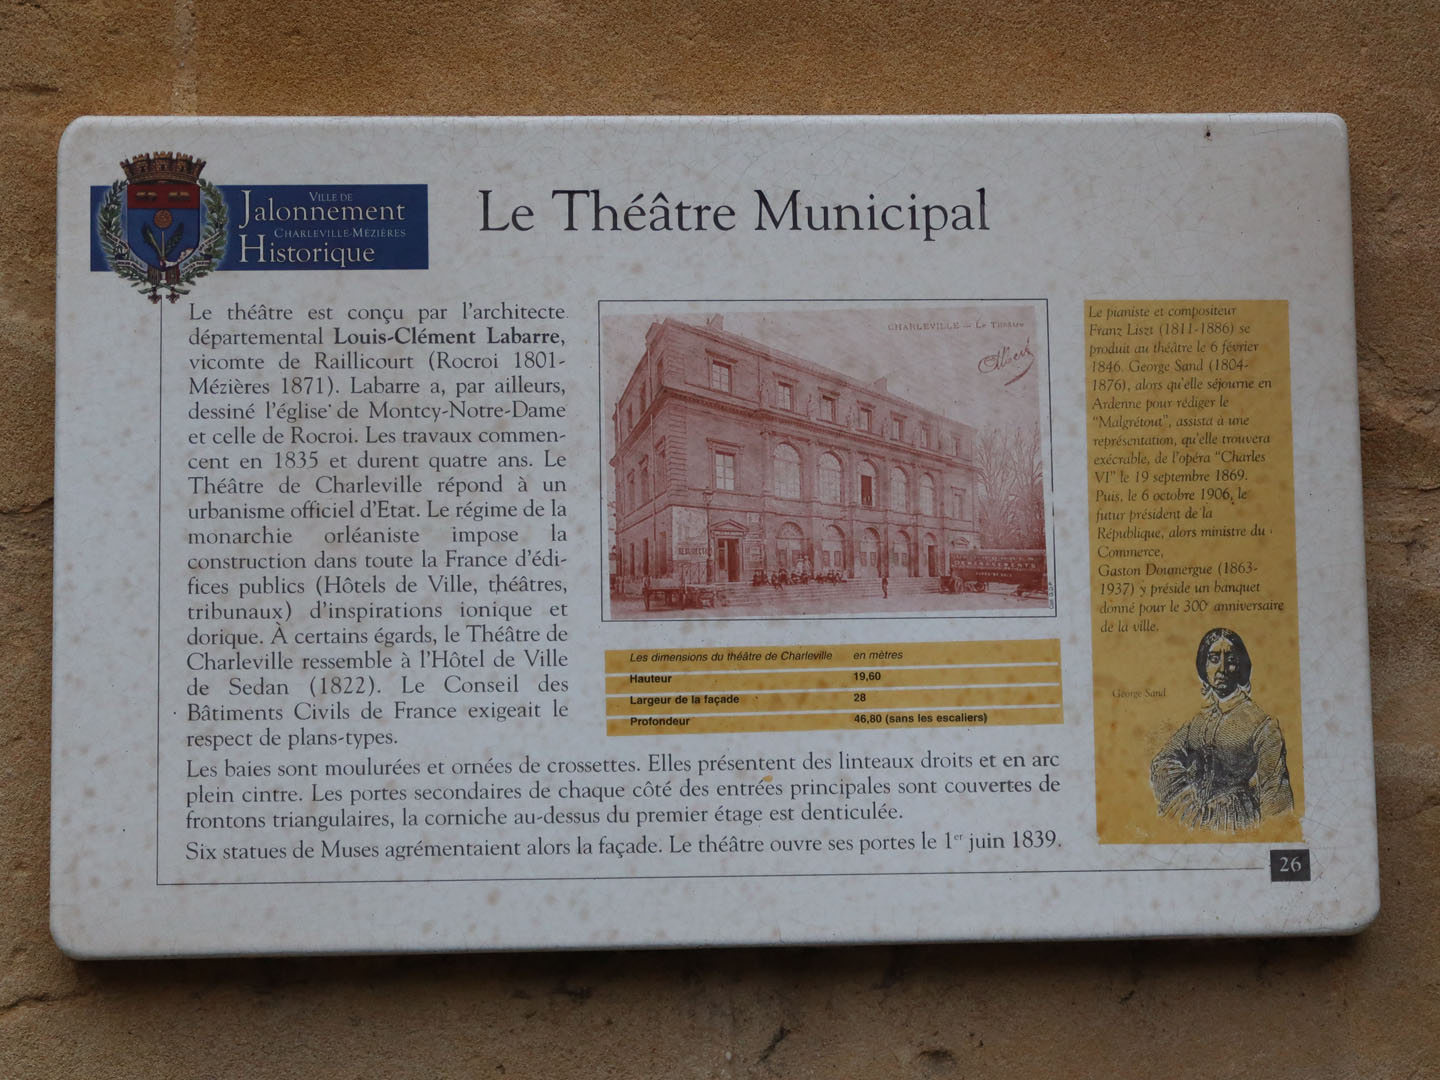 VILLE DE
Jalonnement
CHARLEVILLE-MÉZIÈRES
Historique
Le Théâtre Municipal
Le théâtre est conçu par l'architecte
départemental Louis-Clément Labarre,
vicomte de Raillicourt (Rocroi 1801-
Mézières 1871). Labarre a, par ailleurs,
dessiné l'église de Montcy-Notre-Dame
et celle de Rocroi. Les travaux commen-
cent en 1835 et durent quatre ans. Le
Théâtre de Charleville répond à un
urbanisme officiel d'Etat. Le régime de la
monarchie orléaniste impose la
construction dans toute la France d'édi-
fices publics (Hôtels de Ville, théâtres,
tribunaux) d'inspirations ionique et
dorique. À certains égards, le Théâtre de
Charleville ressemble à l'Hôtel de Ville
de Sedan (1822). Le Conseil des
Bâtiments Civils de France exigeait le
respect de plans-types.
Les baies sont moulurées et ornées de crossettes. Elles présentent des linteaux droits et en arc
plein cintre. Les portes secondaires de chaque côté des entrées principales sont couvertes de
frontons triangulaires, la corniche au-dessus du premier étage est denticulée.
Six statues de Muses agrémentaient alors la façade. Le théâtre ouvre ses portes le 1er juin 1839.
CHARLEVILLE - Le Théâtre
DEMENAGEMENTS
Les dimensions du théâtre de Charleville en mètres
Hauteur 19,60
Largeur de la façade 28
Profondeur 46,80 (sans les escaliers)
Le pianiste et compositeur
Franz Liszt (1811-1886) se
produit au théâtre le 6 février
1846. George Sand (1804-
1876), alors qu'elle séjourne en
Ardenne pour rédiger le
"Malgrétout", assista à une
représentation, qu'elle trouvera
exécrable, de l'opéra "Charles
VI" le 19 septembre 1869.
Puis, le 6 octobre 1906, le
futur président de la
République, alors ministre du
Commerce,
Gaston Doumergue (1863-
1937) y préside un banquet
donné pour le 300e anniversaire
de la ville.
George Sand
26